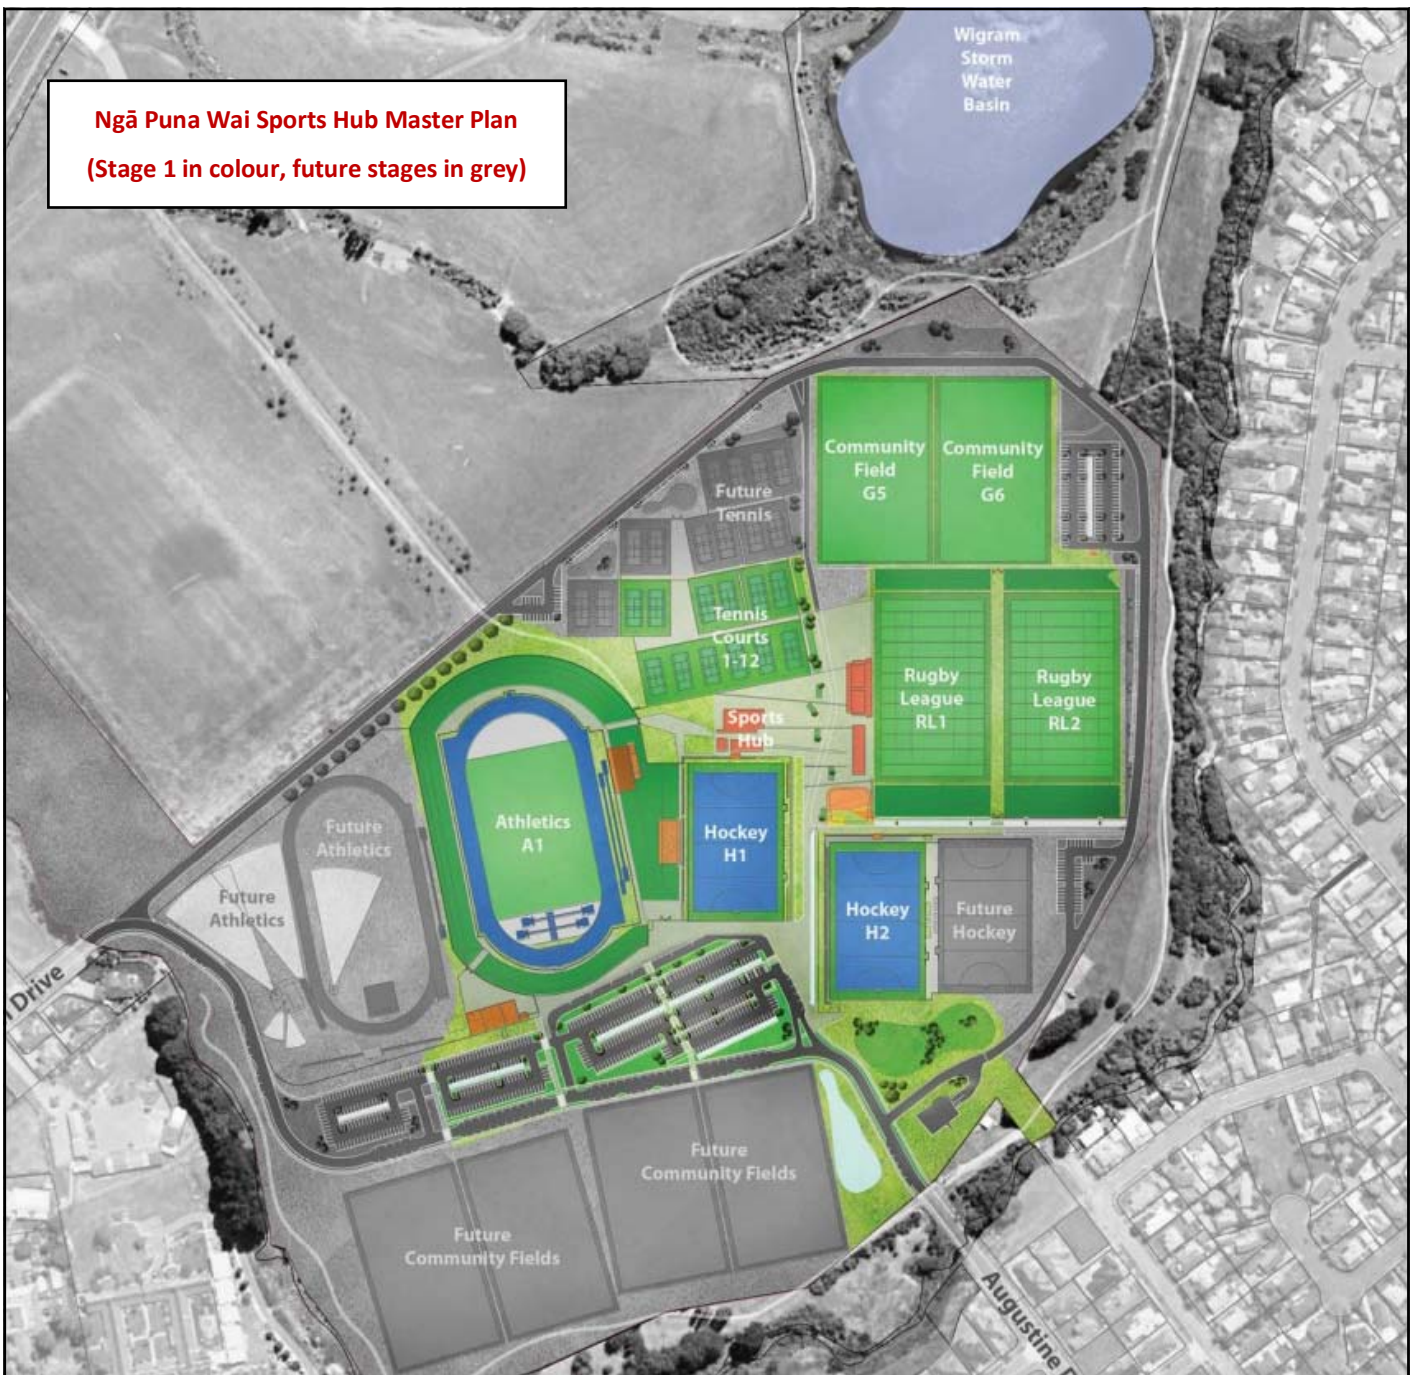 Wigram
Storm
Water
Basin
Ngā Puna Wai Sports Hub Master Plan
(Stage 1 in colour, future stages in grey)
Community
Field
G5
Community
Field
G6
Future
Tennis
Tennis
Courts
1-12
Rugby
League
RL1
Rugby
League
RL2
Sports
Hub
Athletics
A1
Hockey
H1
Future
Athletics
Future
Athletics
Hockey
H2
Future
Hockey
Drive
Future
Community Fields
Future
Community Fields
Augustine